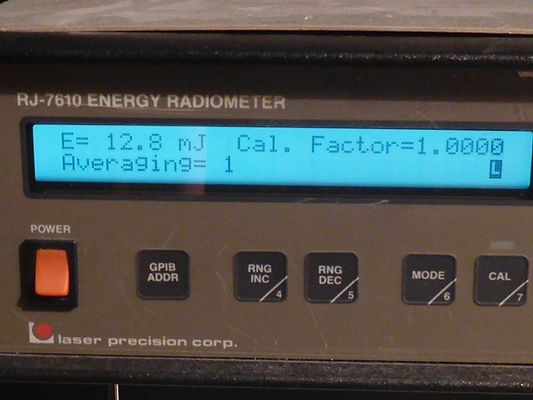 RJ-7610 ENERGY RADIOMETER
E= 12.8 mJ Cal. Factor=1.0000
Averaging= 1 L
POWER
GPIB ADDR
RNG INC 4
RNG DEC 5
MODE 6
CAL 7
laser precision corp.